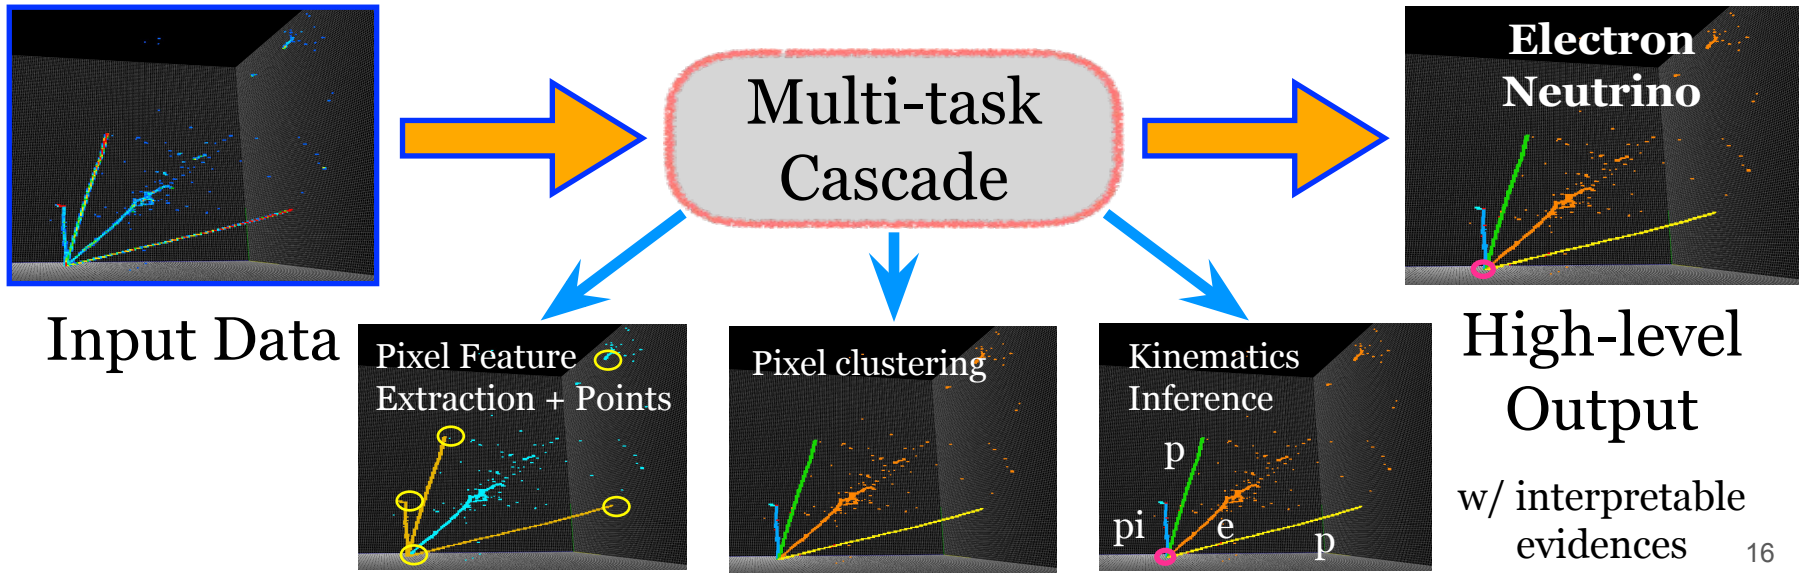 Multi-task
Cascade
Electron
Neutrino
Input Data
Pixel Feature
Extraction + Points
Pixel clustering
Kinematics
Inference
p
pi
e
p
High-level
Output
w/ interpretable
evidences
16